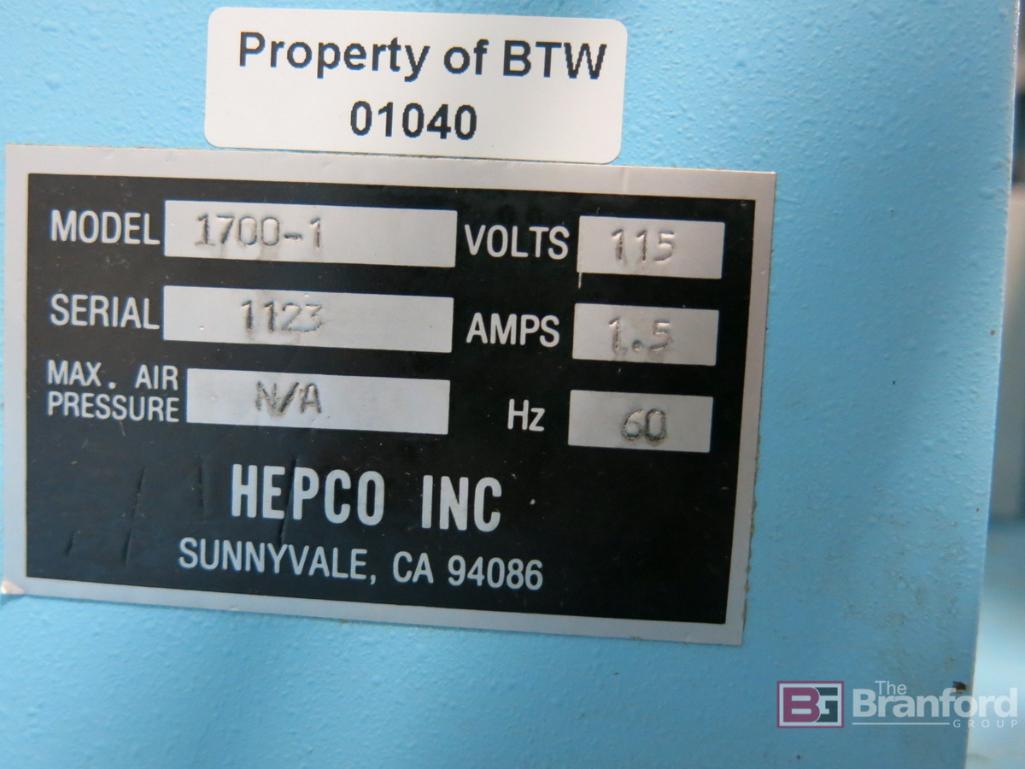 Property of BTW
01040
MODEL 1700-1 VOLTS 115
SERIAL 1123 AMPS 1.5
MAX. AIR
PRESSURE N/A Hz 60
HEPCO INC
SUNNYVALE, CA 94086
BG The
Branford
GROUP